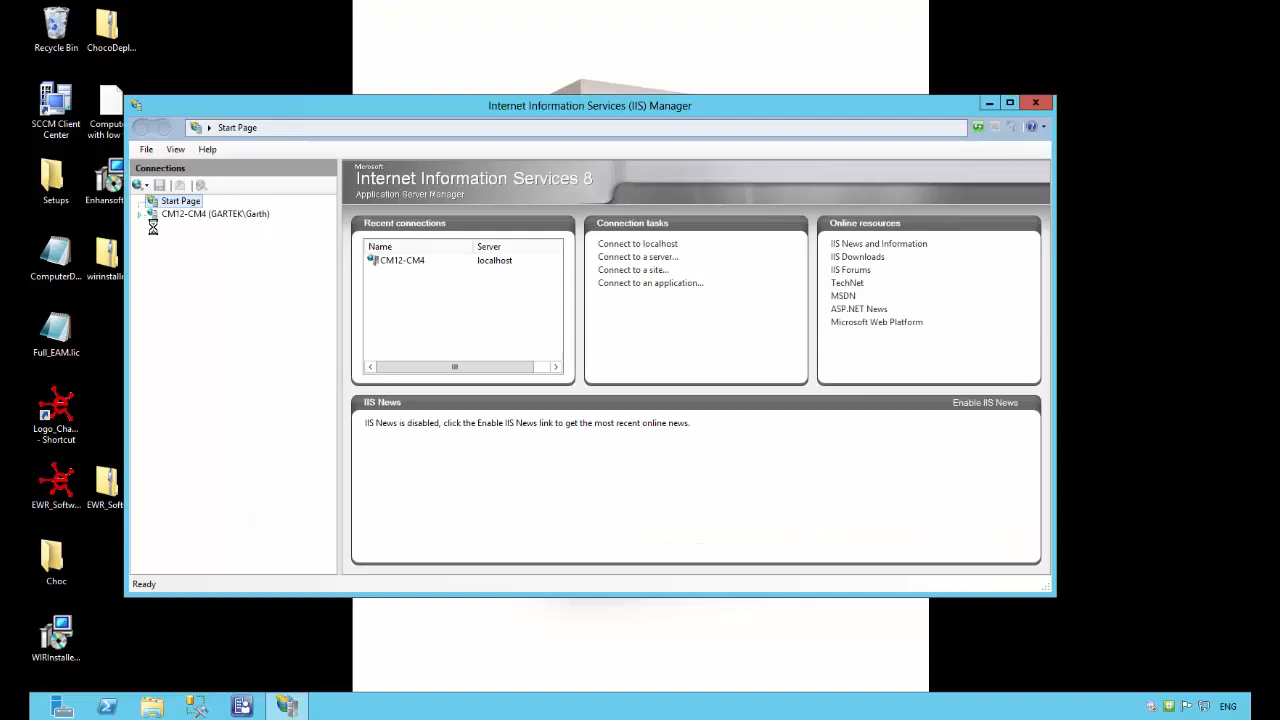 Recycle Bin
ChocoDepl...
SCCM Client
Center
Comput
with low
Setups
Enhansoft
ComputerD...
wirinstalle
Full_EAM.lic
Logo_Cha...
- Shortcut
EWR_Softw...
EWR_Soft
Choc
WIRInstalle...
Internet Information Services (IIS) Manager
Start Page
File View Help
Connections
Start Page
CM12-CM4 (GARTEK\Garth)
Microsoft
Internet Information Services 8
Application Server Manager
Recent connections
Name Server
CM12-CM4 localhost
Connection tasks
Connect to localhost
Connect to a server...
Connect to a site...
Connect to an application...
Online resources
IIS News and Information
IIS Downloads
IIS Forums
TechNet
MSDN
ASP.NET News
Microsoft Web Platform
IIS News
Enable IIS News
IIS News is disabled, click the Enable IIS News link to get the most recent online news.
Ready
ENG